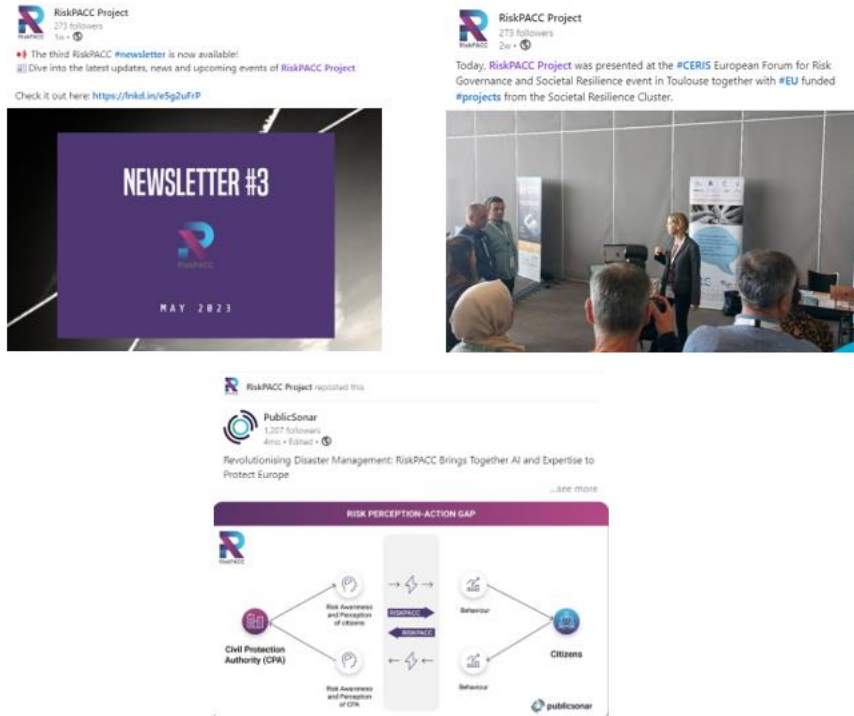 RiskPACC Project
273 followers
1w •
The third RiskPACC #newsletter is now available!
Dive into the latest updates, news and upcoming events of RiskPACC Project
Check it out here: https://lnkd.in/e5g2uFrP
NEWSLETTER #3
RISKPACC
MAY 2023
RiskPACC Project
273 followers
2w •
Today, RiskPACC Project was presented at the #CERIS European Forum for Risk
Governance and Societal Resilience event in Toulouse together with #EU funded
#projects from the Societal Resilience Cluster.
RiskPACC Project reposted this
PublicSonar
1,207 followers
4mo • Edited •
Revolutionising Disaster Management: RiskPACC Brings Together AI and Expertise to
Protect Europe
...see more
RISK PERCEPTION-ACTION GAP
RISKPACC
Risk Awareness
and Perception
of citizens
RISKPACC
Behaviour
RISKPACC
Civil Protection
Authority (CPA)
Citizens
Risk Awareness
and Perception
of CPA
Behaviour
publicsonar